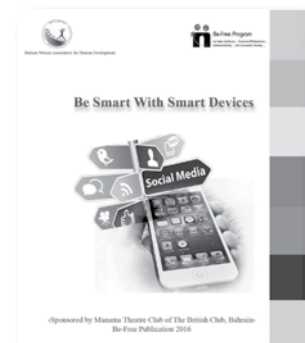 Bahrain Women Association for Human Development
Be-Free Program
Be Smart With Smart Devices
Social Media
‹Sponsored by Manama Theatre Club of The British Club, Bahrain›
Be-Free Publication 2016